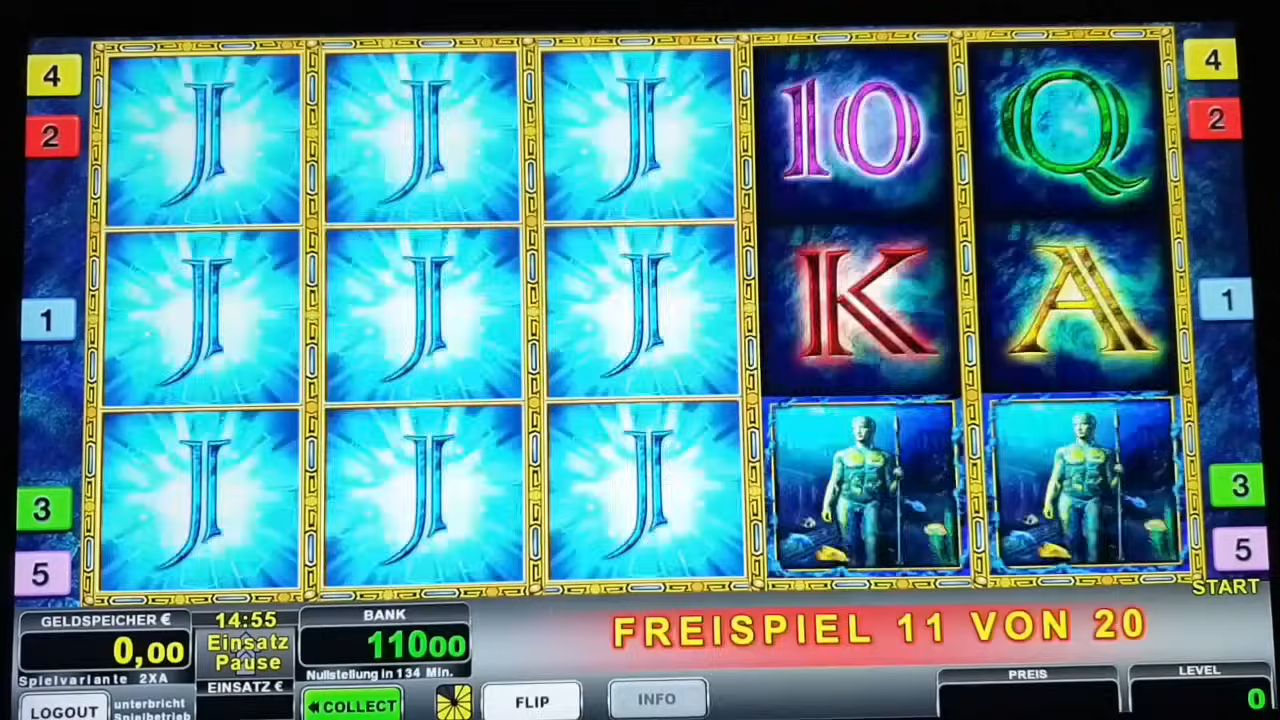 4 J J J 10 Q 4
2 2
1 J J J K A 1
3 J J J 3
5 5
START
GELDSPEICHER € 14:55 BANK
FREISPIEL 11 VON 20
0,00 Einsatz 11000
Pause
Spielvariante 2XA Nullstellung in 134 Min.
EINSATZ € PREIS LEVEL
LOGOUT unterbricht COLLECT FLIP INFO 0
Spielbetrieb